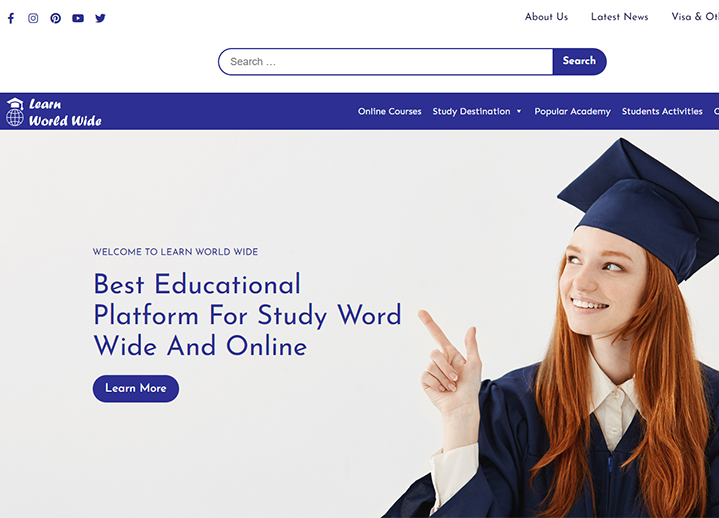 About Us Latest News Visa & Ot
Search …
Search
Learn
World Wide
Online Courses Study Destination Popular Academy Students Activities
WELCOME TO LEARN WORLD WIDE
Best Educational
Platform For Study Word
Wide And Online
Learn More